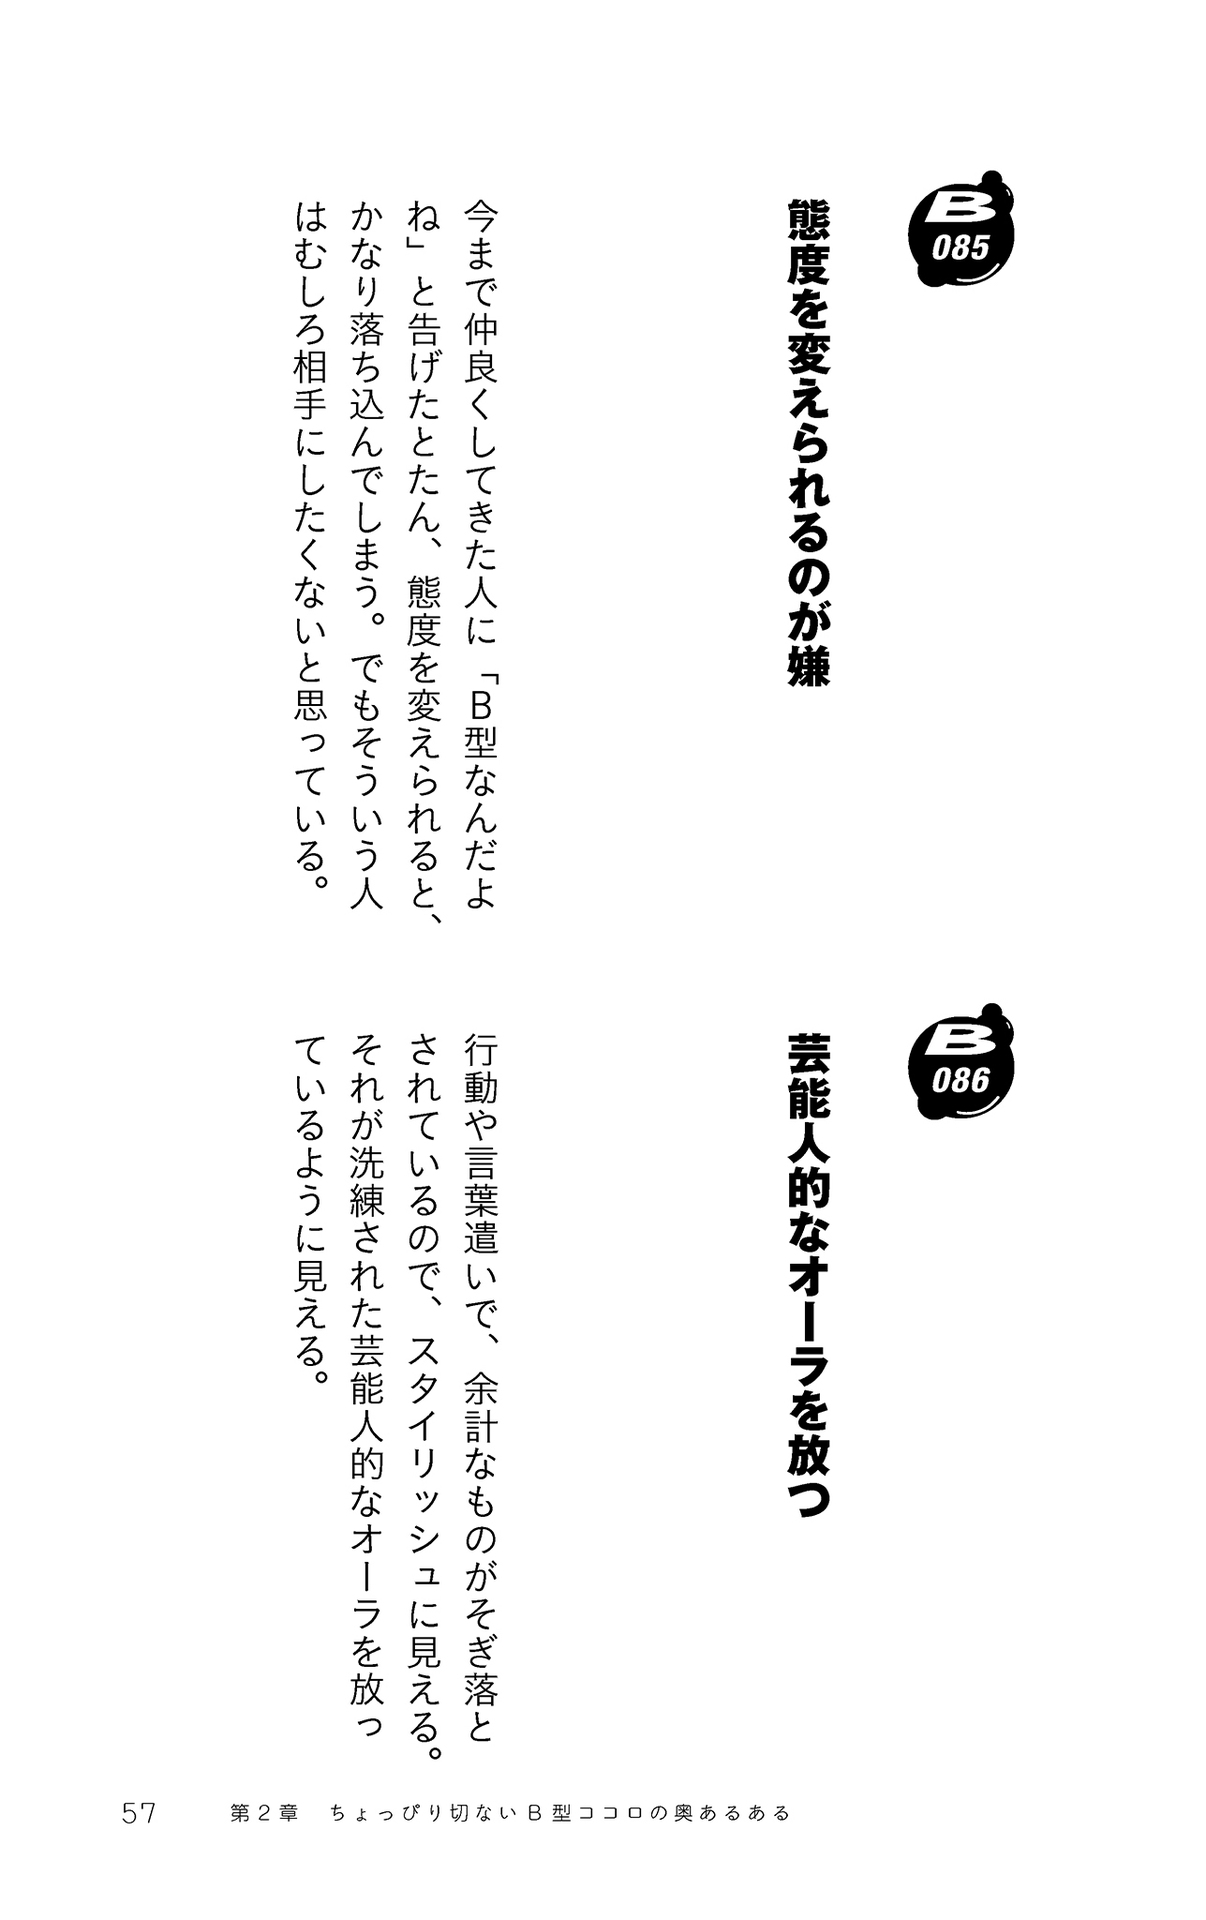 B
085
態度を変えられるのが嫌
今まで仲良くしてきた人に「B型なんだよ
ね」と告げたとたん、態度を変えられると、
かなり落ち込んでしまう。でもそういう人
はむしろ相手にしたくないと思っている。
B
086
芸能人的なオーラを放つ
行動や言葉遣いで、余計なものがそぎ落と
されているので、スタイリッシュに見える。
それが洗練された芸能人的なオーラを放っ
ているように見える。
57 第2章 ちょっぴり切ないB型ココロの奥あるある